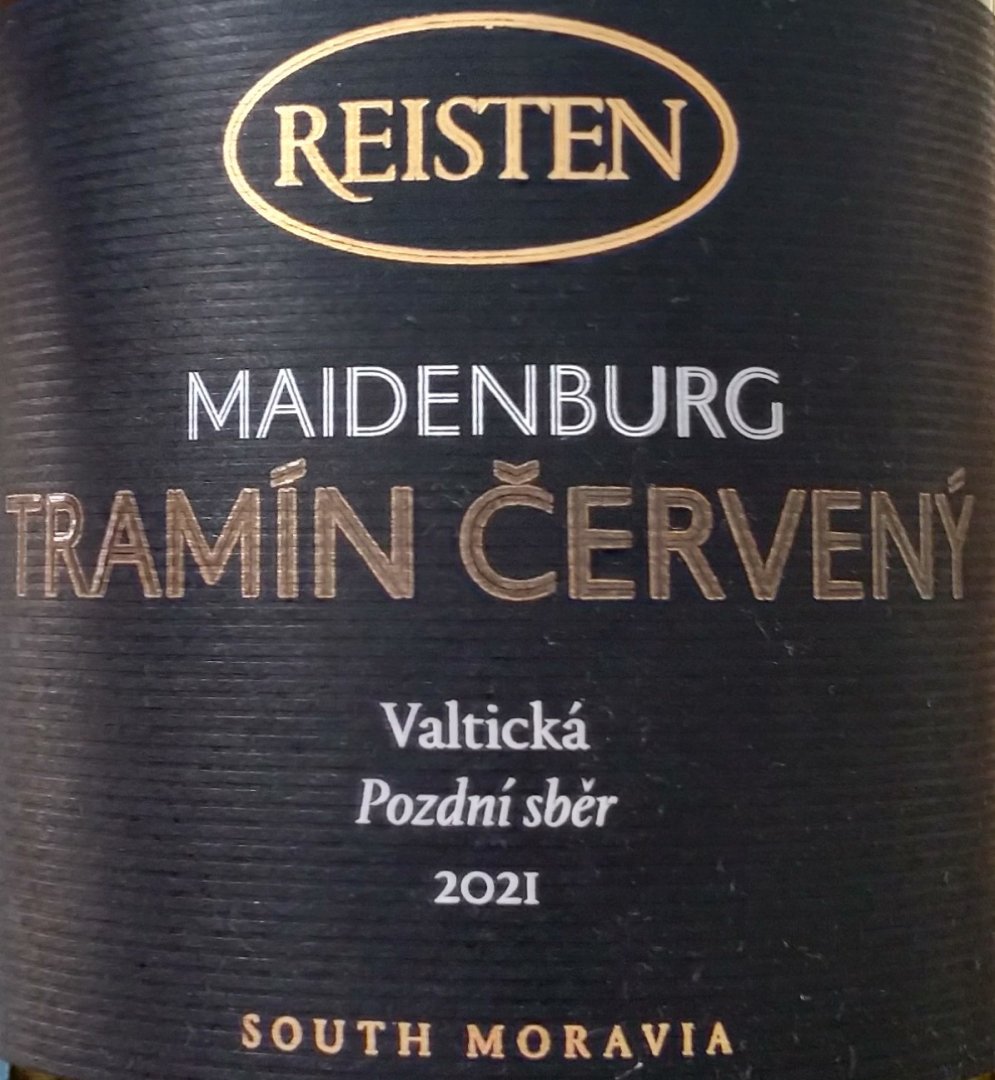 REISTEN
MAIDENBURG
TRAMÍN ČERVENÝ
Valtická
Pozdní sběr
2021
SOUTH MORAVIA